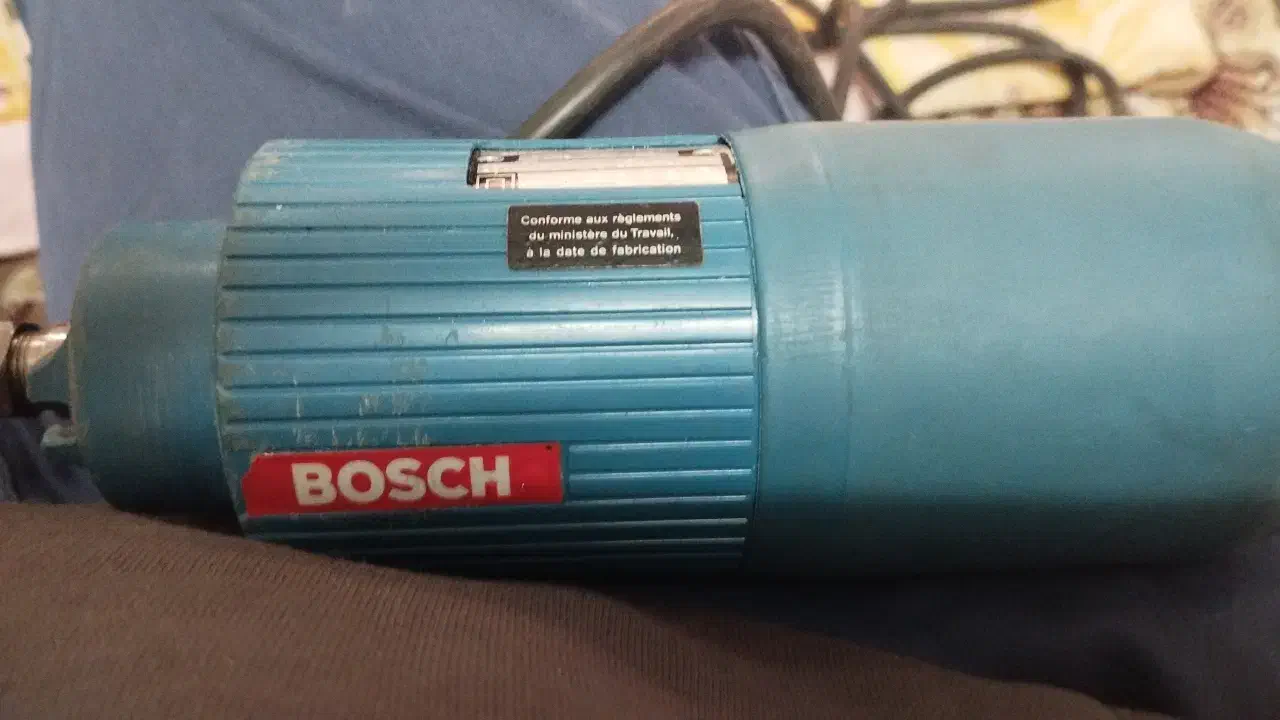 Conforme aux règlements
du ministère du Travail,
à la date de fabrication
BOSCH